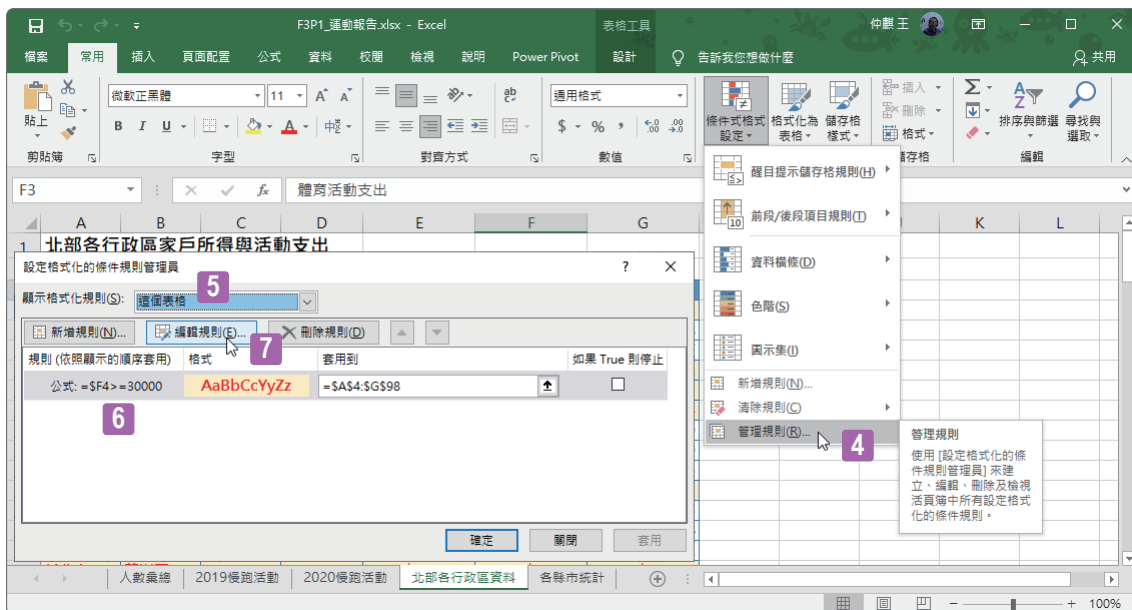 F3P1_運動報告.xlsx - Excel
表格工具
仲麒 王
檔案 常用 插入 頁面配置 公式 資料 校閱 檢視 說明 Power Pivot 設計 告訴我您想做什麼 共用
貼上
剪貼簿
微軟正黑體 11
B I U
字型
ab
對齊方式
通用格式
$ % ,
數值
條件式格式設定
格式化為表格
儲存格樣式
插入
刪除
格式
儲存格
排序與篩選
尋找與選取
編輯
F3 fx 體育活動支出
A B C D E F G K L
1 北部各行政區家戶所得與活動支出
設定格式化的條件規則管理員 ? ×
5
顯示格式化規則(S): 這個表格
新增規則(N)... 編輯規則(E)... 刪除規則(D)
7
規則 (依照顯示的順序套用) 格式 套用到 如果 True 則停止
公式: =$F4>=30000 AaBbCcYyZz =$A$4:$G$98
6
確定 關閉 套用
醒目提示儲存格規則(H)
前段/後段項目規則(T)
資料橫條(D)
色階(S)
圖示集(I)
新增規則(N)...
清除規則(C)
管理規則(R)...
4
管理規則
使用 [設定格式化的條
件規則管理員] 來建
立、編輯、刪除及檢視
活頁簿中所有設定格式
化的條件規則。
人數彙總 2019慢跑活動 2020慢跑活動 北部各行政區資料 各縣市統計
100%